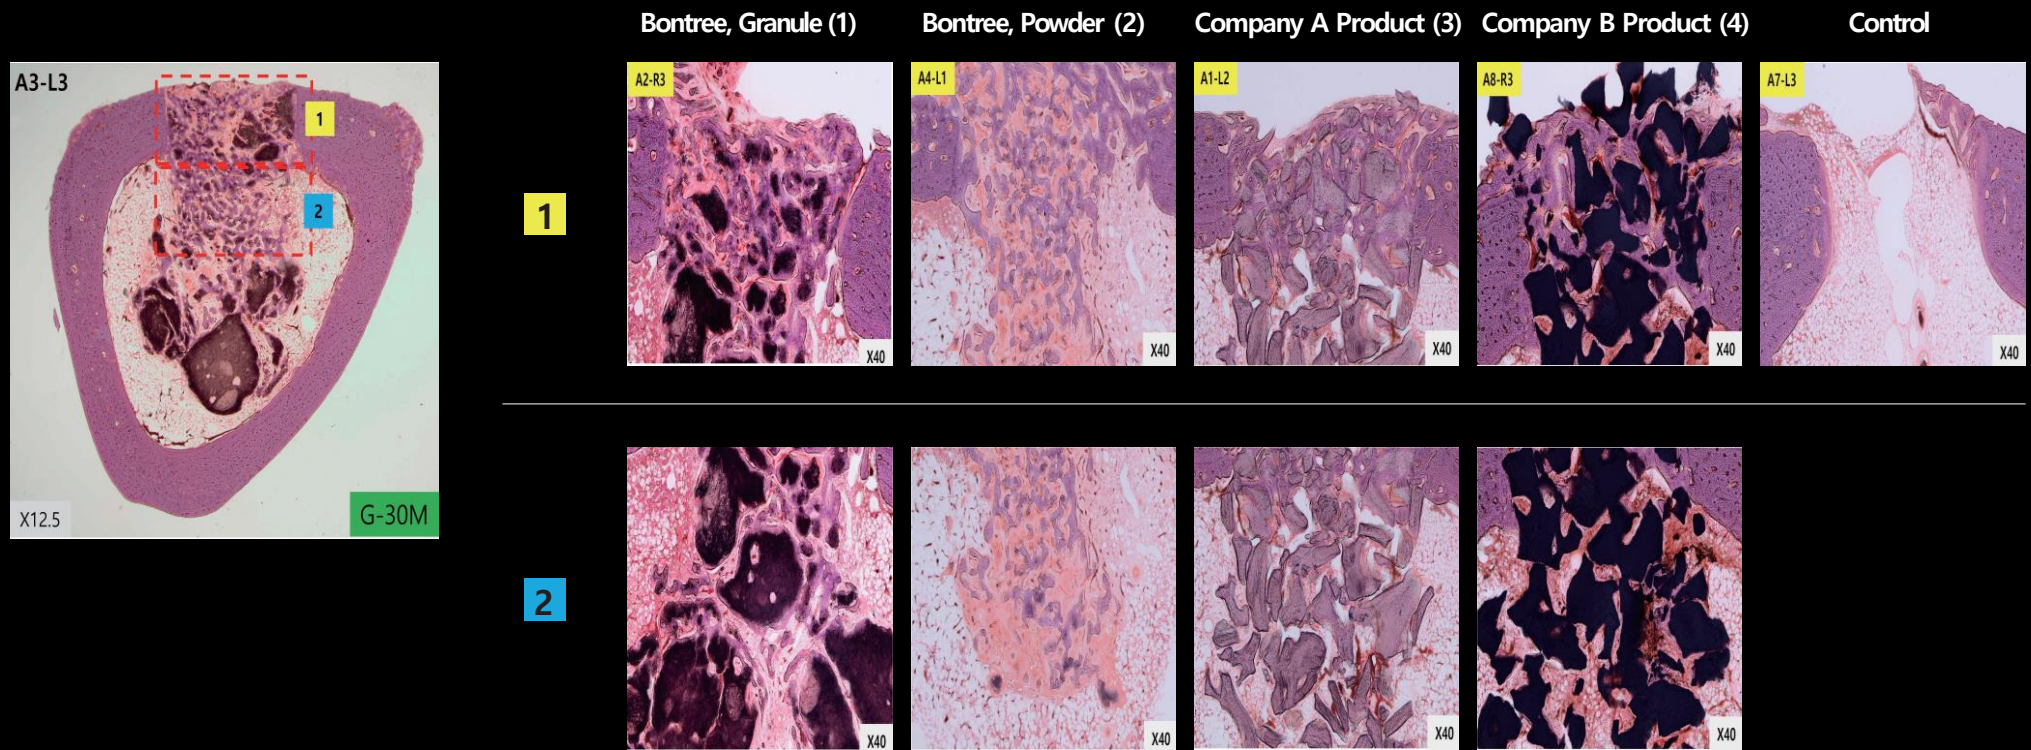 Bontree, Granule (1) Bontree, Powder (2) Company A Product (3) Company B Product (4) Control
A3-L3
1
2
X12.5
G-30M
1
A2-R3
X40
A4-L1
X40
A1-L2
X40
A8-R3
X40
A7-L3
X40
2
X40
X40
X40
X40